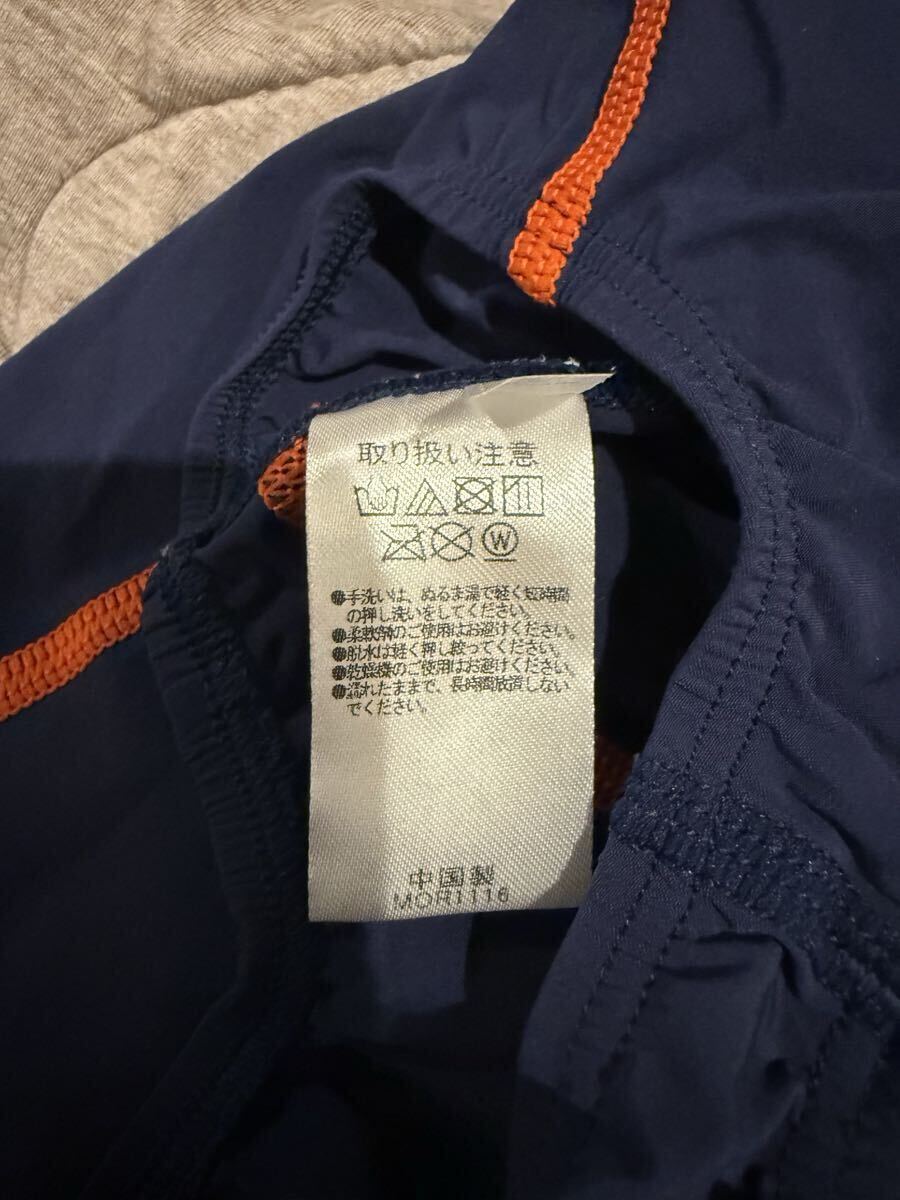 取り扱い注意
W
●手洗いは、ぬるま湯で軽く短時間
の押し洗いをしてください。
●柔軟剤のご使用はお避けください。
●脱水は軽く押し絞ってください。
●乾燥機のご使用はお避けください。
●濡れたままで、長時間放置しない
でください。
中国製
MOR1116